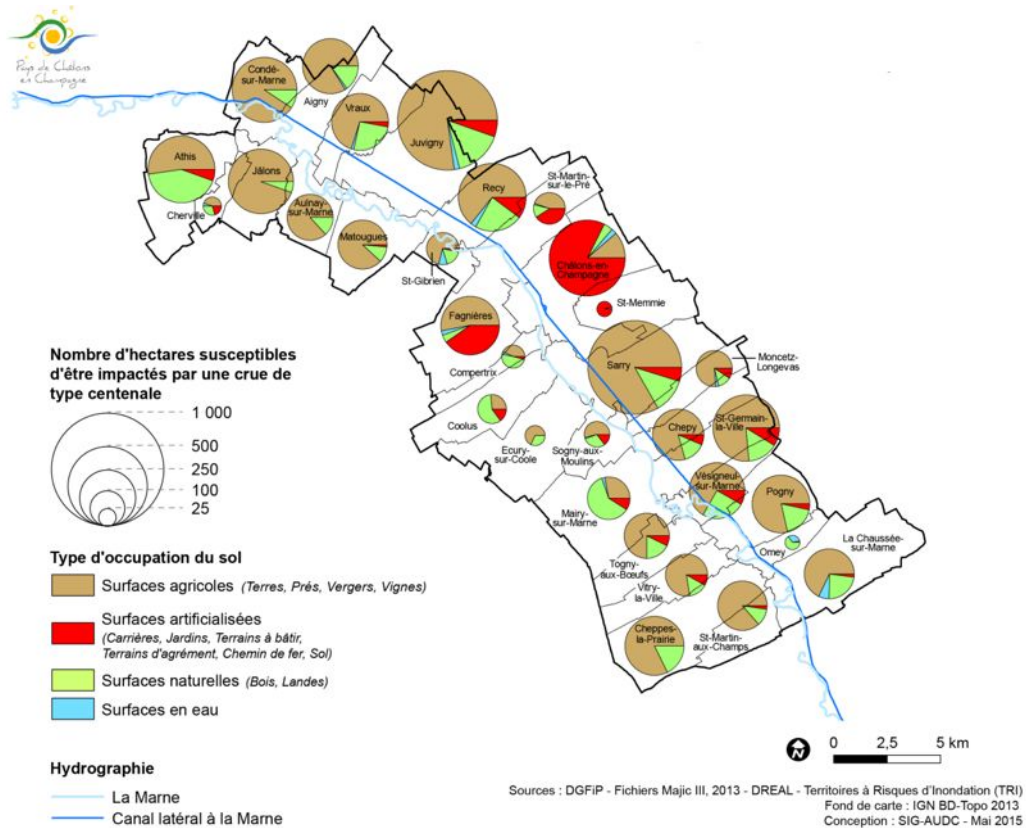 Pays de Châlons
en Champagne
Condé-
sur-Marne
Aigny
Vraux
Juvigny
Athis
Cherville
Jâlons
Aulnay-
sur-Marne
Matougues
St-Gibrien
Recy
St-Martin-
sur-le-Pré
Châlons-en-
Champagne
St-Memmie
Fagnières
Compertrix
Coolus
Ecury-
sur-Coole
Sogny-aux-
Moulins
Sarry
Moncetz-
Longevas
Chepy
St-Germain-
la-Ville
Mairy-
sur-Marne
Vésigneul-
sur-Marne
Pogny
Togny-
aux-Bœufs
Vitry-
la-Ville
Omey
La Chaussée-
sur-Marne
Cheppes-
la-Prairie
St-Martin-
aux-Champs
Nombre d'hectares susceptibles
d'être impactés par une crue de
type centenale
1 000
500
250
100
25
Type d'occupation du sol
Surfaces agricoles (Terres, Prés, Vergers, Vignes)
Surfaces artificialisées
(Carrières, Jardins, Terrains à bâtir,
Terrains d'agrément, Chemin de fer, Sol)
Surfaces naturelles (Bois, Landes)
Surfaces en eau
Hydrographie
La Marne
Canal latéral à la Marne
N
0 2,5 5 km
Sources : DGFiP - Fichiers Majic III, 2013 - DREAL - Territoires à Risques d'Inondation (TRI)
Fond de carte : IGN BD-Topo 2013
Conception : SIG-AUDC - Mai 2015